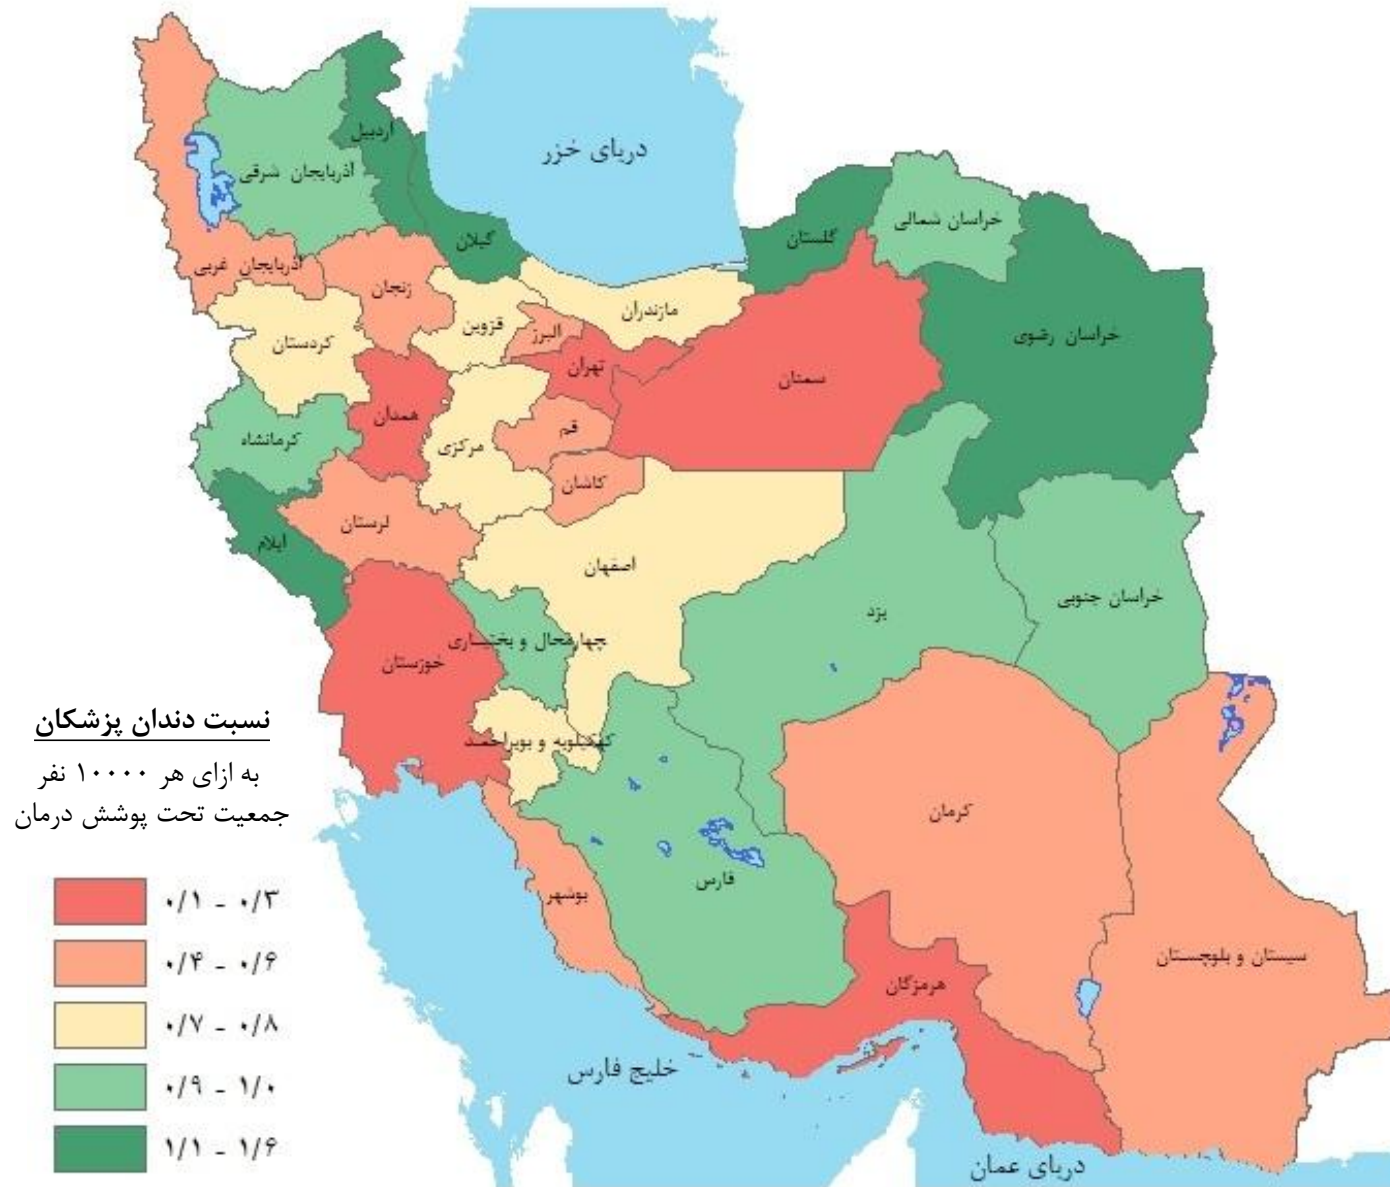 دریای خزر
اردبیل
آذربایجان شرقی
خراسان شمالی
گلستان
گیلان
آذربایجان غربی
زنجان
مازندران
قزوین
البرز
خراسان رضوی
کردستان
تهران
سمنان
همدان
قم
کرمانشاه
مرکزی
کاشان
لرستان
ایلام
اصفهان
خراسان جنوبی
یزد
چهارمحال و بختیاری
خوزستان
کهکیلویه و بویراحمد
کرمان
فارس
بوشهر
سیستان و بلوچستان
هرمزگان
خلیج فارس
دریای عمان
نسبت دندان پزشکان
به ازای هر ۱۰۰۰۰ نفر
جمعیت تحت پوشش درمان
۰/۱ - ۰/۳
۰/۴ - ۰/۶
۰/۷ - ۰/۸
۰/۹ - ۱/۰
۱/۱ - ۱/۶